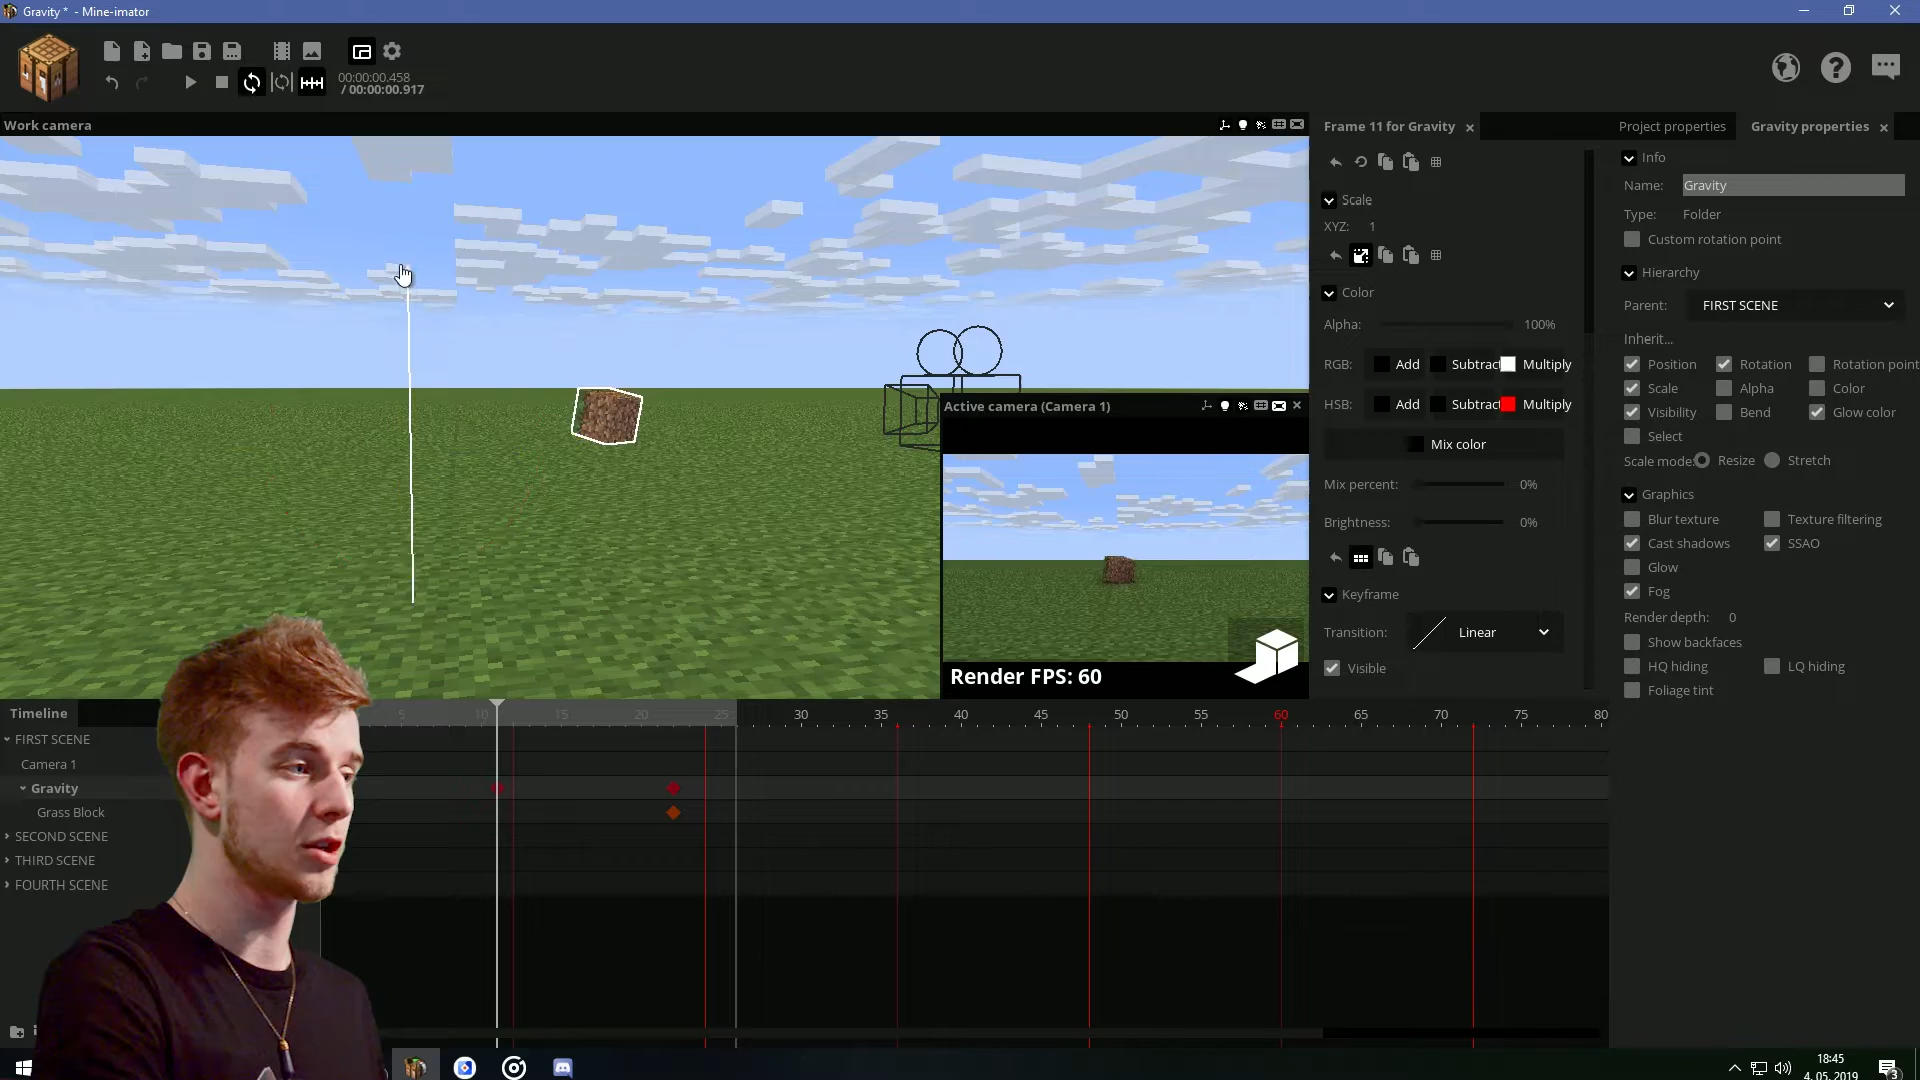 Gravity * - Mine-imator
00:00:00.458
/ 00:00:00.917
Work camera
Frame 11 for Gravity
Scale
XYZ: 1
Color
Alpha: 100%
RGB: Add Subtract Multiply
HSB: Add Subtract Multiply
Mix color
Mix percent: 0%
Brightness: 0%
Keyframe
Transition: Linear
Visible
Project properties
Gravity properties
Info
Name: Gravity
Type: Folder
Custom rotation point
Hierarchy
Parent: FIRST SCENE
Inherit...
Position Rotation Rotation point
Scale Alpha Color
Visibility Bend Glow color
Select
Scale mode: Resize Stretch
Graphics
Blur texture Texture filtering
Cast shadows SSAO
Glow
Fog
Render depth: 0
Show backfaces
HQ hiding LQ hiding
Foliage tint
Active camera (Camera 1)
Render FPS: 60
Timeline
5 10 15 20 25 30 35 40 45 50 55 60 65 70 75 80
FIRST SCENE
Camera 1
Gravity
Grass Block
SECOND SCENE
THIRD SCENE
FOURTH SCENE
18:45
4. 05. 2019
3